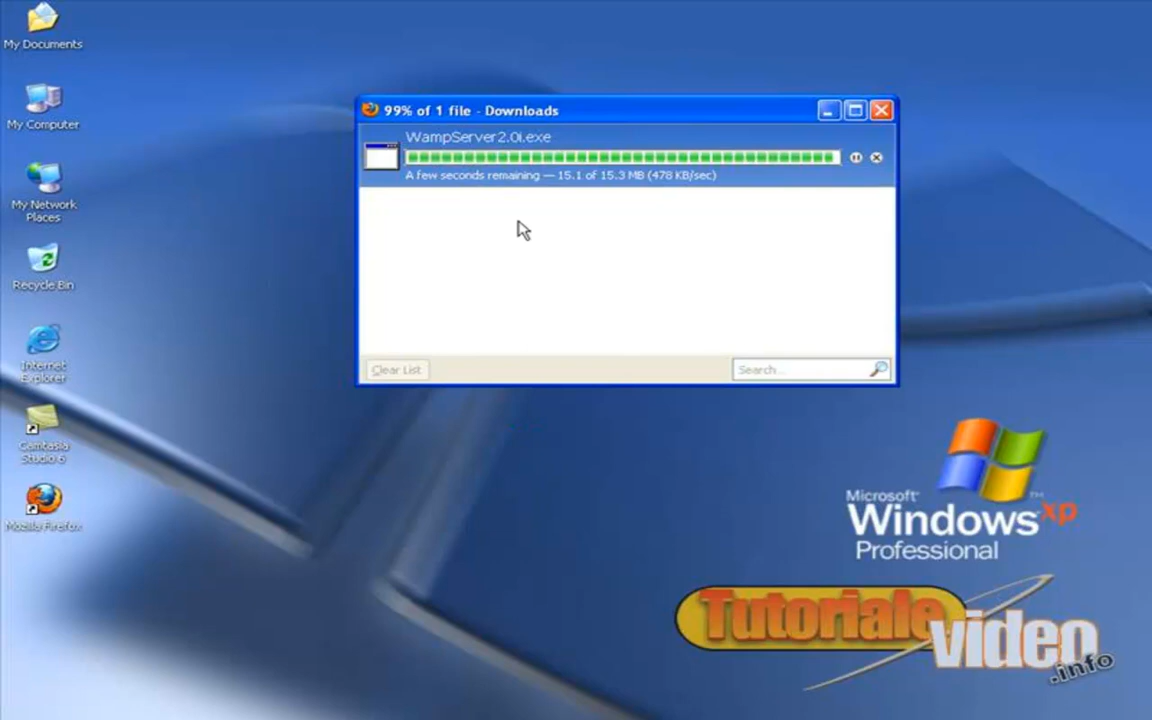 My Documents
My Computer
My Network
Places
Recycle Bin
Internet
Explorer
Camtasia
Studio 6
Mozilla Firefox
99% of 1 file - Downloads
WampServer2.0i.exe
A few seconds remaining — 15.1 of 15.3 MB (478 KB/sec)
Clear List
Search...
Microsoft®
Windows xp
Professional
Tutoriale
video
.info